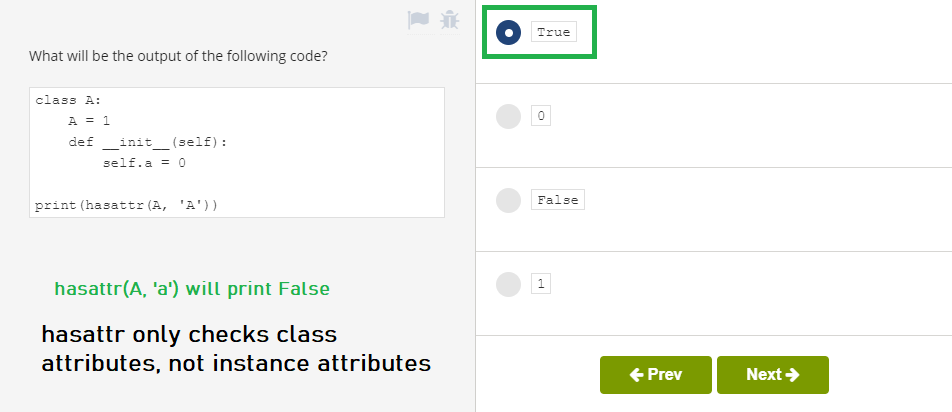 What will be the output of the following code?
class A:
    A = 1
    def __init__(self):
        self.a = 0
print(hasattr(A, 'A'))
hasattr(A, 'a') will print False
hasattr only checks class
attributes, not instance attributes
True
0
False
1
Prev
Next